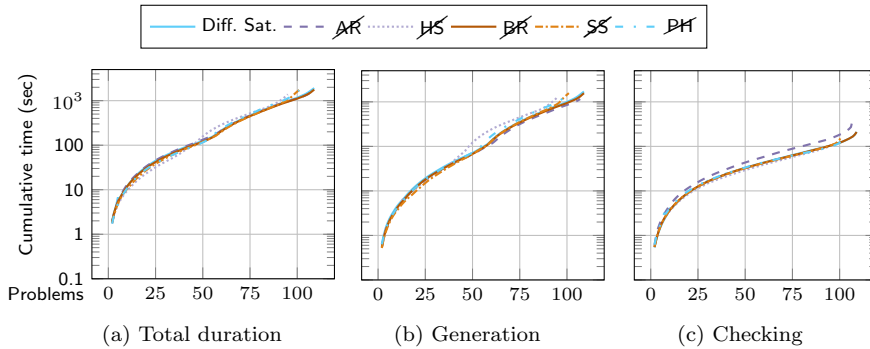 Diff. Sat. AR HS BR SS PH
Cumulative time (sec)
10³
100
10
1
0.1
Problems 0 25 50 75 100
0 25 50 75 100
0 25 50 75 100
(a) Total duration (b) Generation (c) Checking